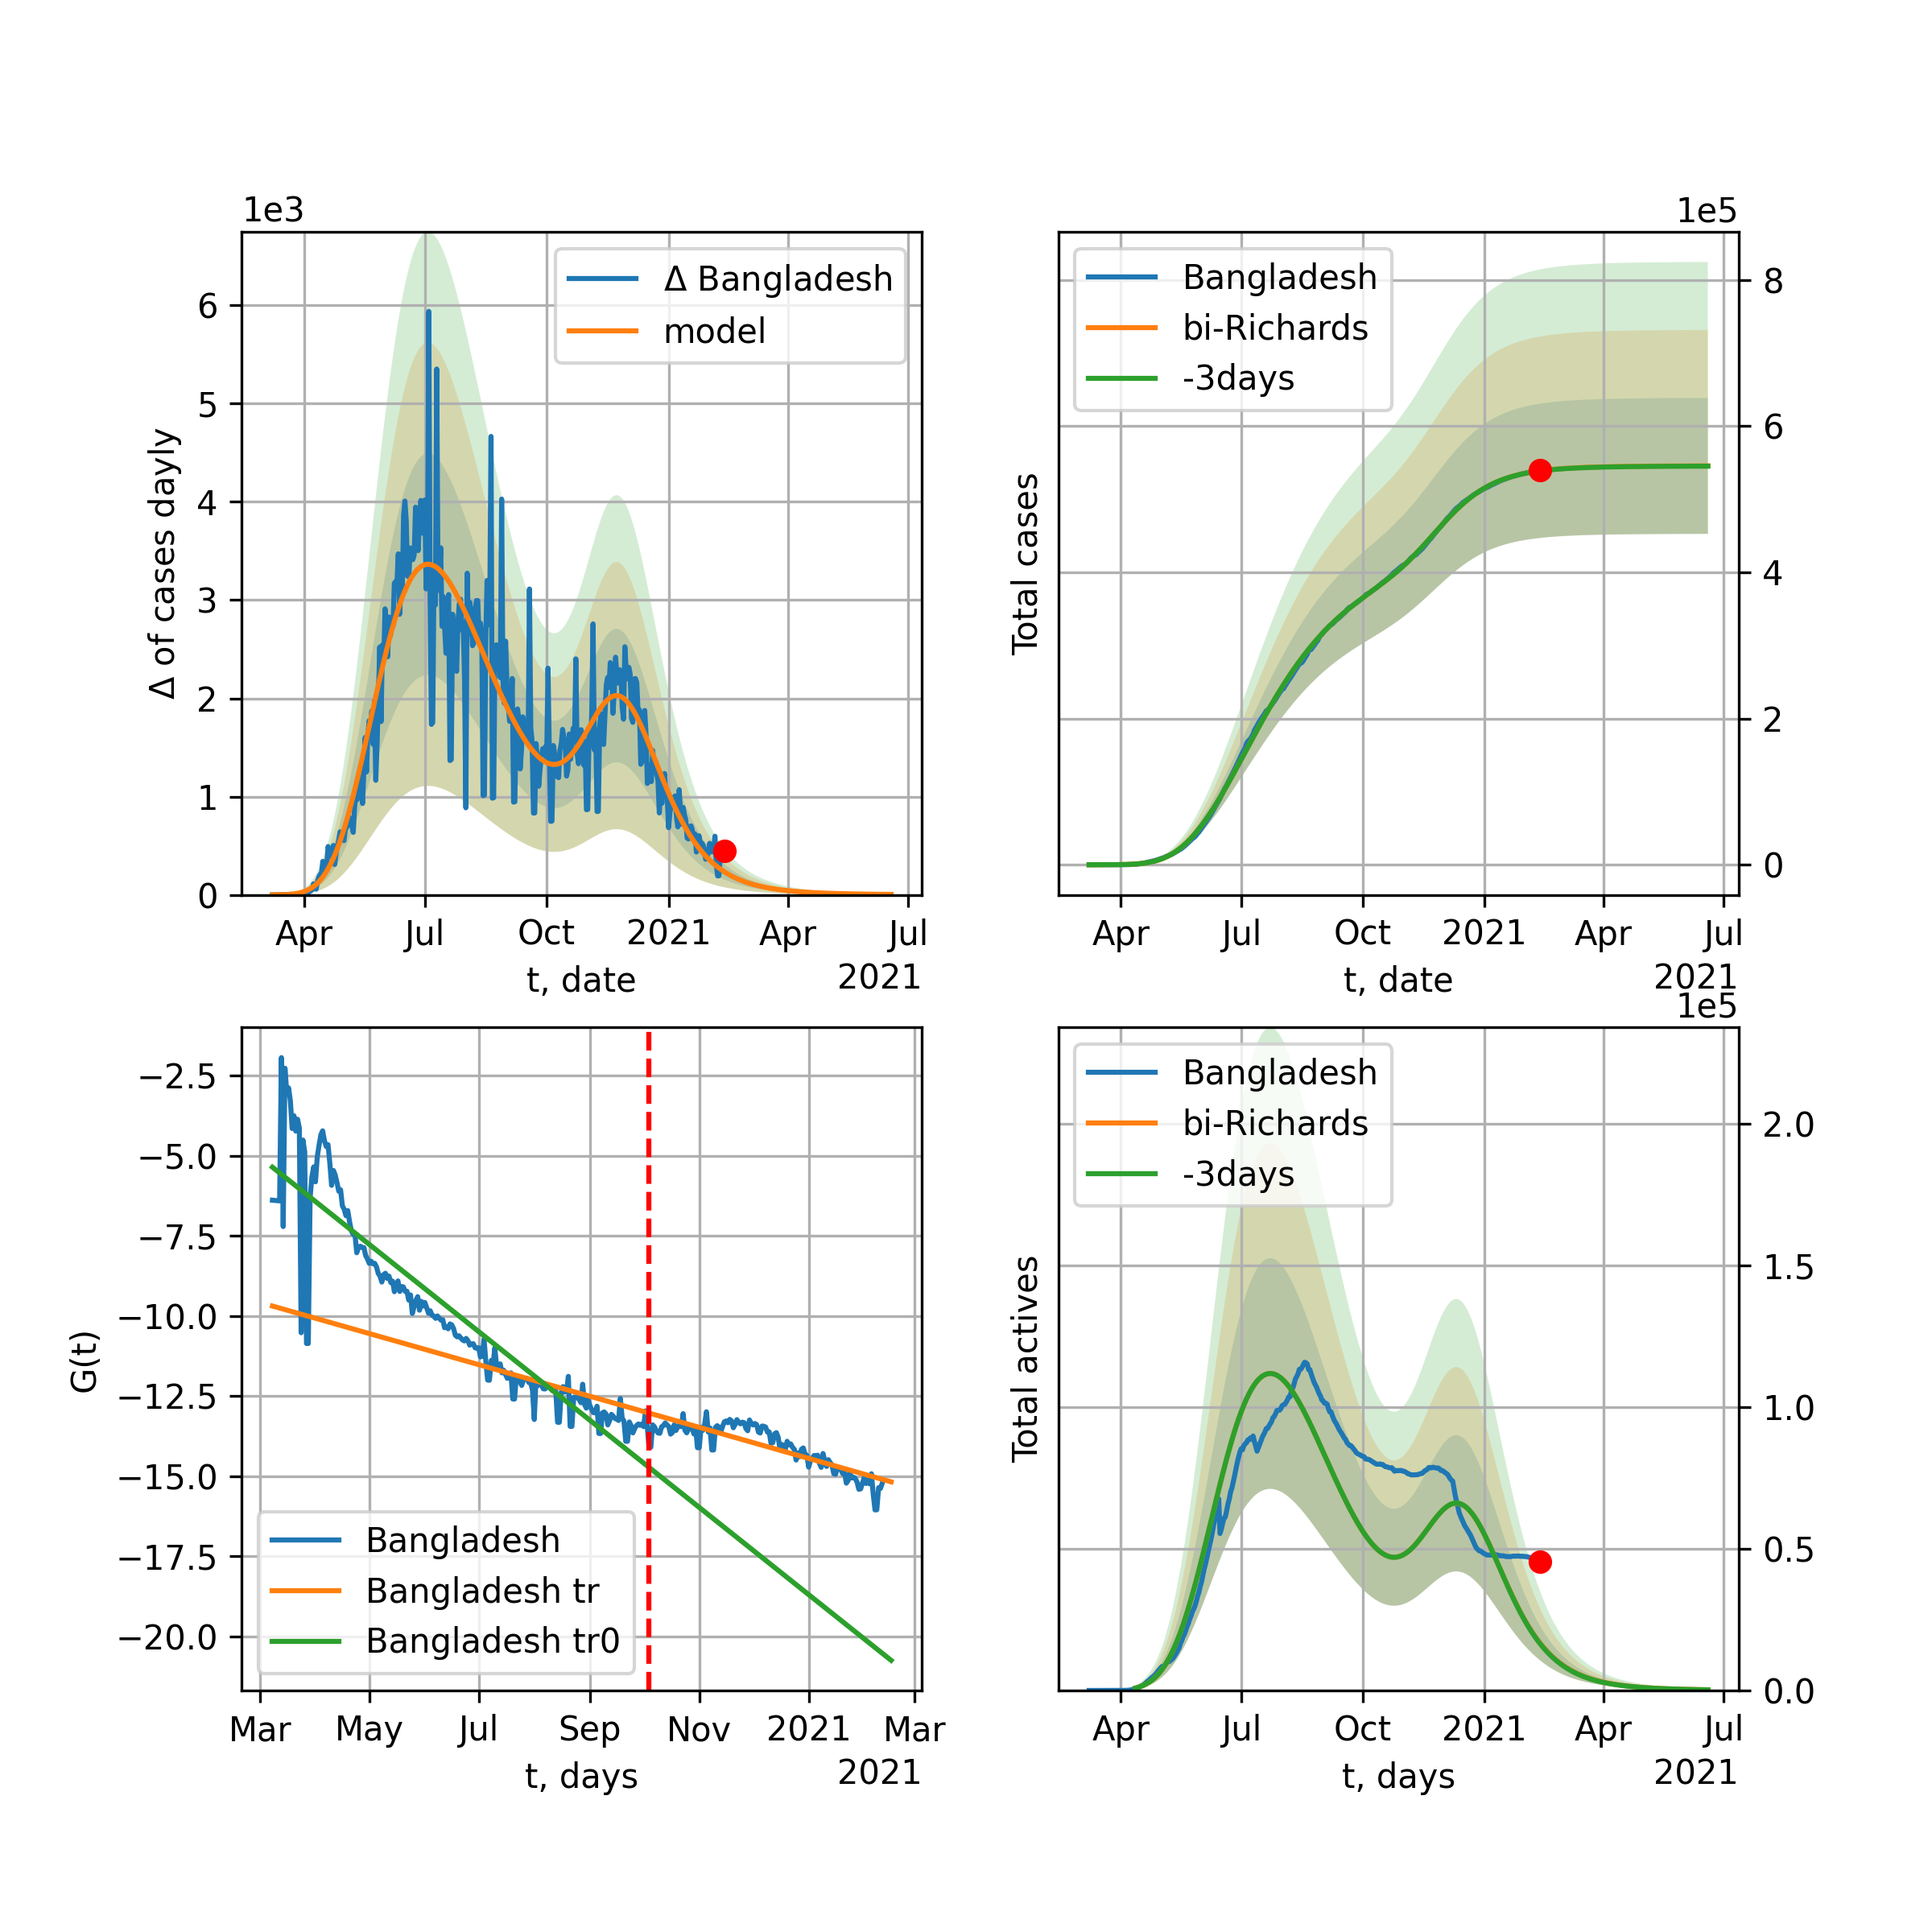 1e3
Δ Bangladesh
model
6
5
4
3
2
1
0
Δ of cases dayly
Apr
Jul
Oct
2021
Apr
Jul
t, date
2021
1e5
Bangladesh
bi-Richards
-3days
8
6
4
2
0
Total cases
Apr
Jul
Oct
2021
Apr
Jul
t, date
2021
−2.5
−5.0
−7.5
−10.0
−12.5
−15.0
−17.5
−20.0
G(t)
Bangladesh
Bangladesh tr
Bangladesh tr0
Mar
May
Jul
Sep
Nov
2021
Mar
t, days
2021
1e5
Bangladesh
bi-Richards
-3days
2.0
1.5
1.0
0.5
0.0
Total actives
Apr
Jul
Oct
2021
Apr
Jul
t, days
2021